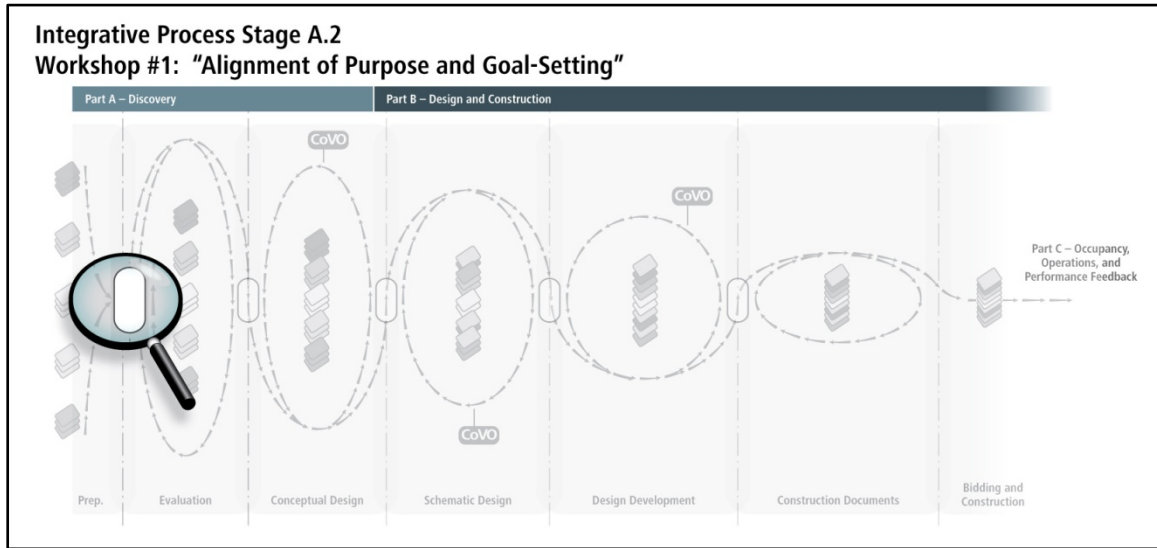 Integrative Process Stage A.2
Workshop #1:  “Alignment of Purpose and Goal-Setting”
Part A – Discovery
Part B – Design and Construction
CoVO
CoVO
CoVO
Part C – Occupancy,
Operations, and
Performance Feedback
Prep.
Evaluation
Conceptual Design
Schematic Design
Design Development
Construction Documents
Bidding and
Construction